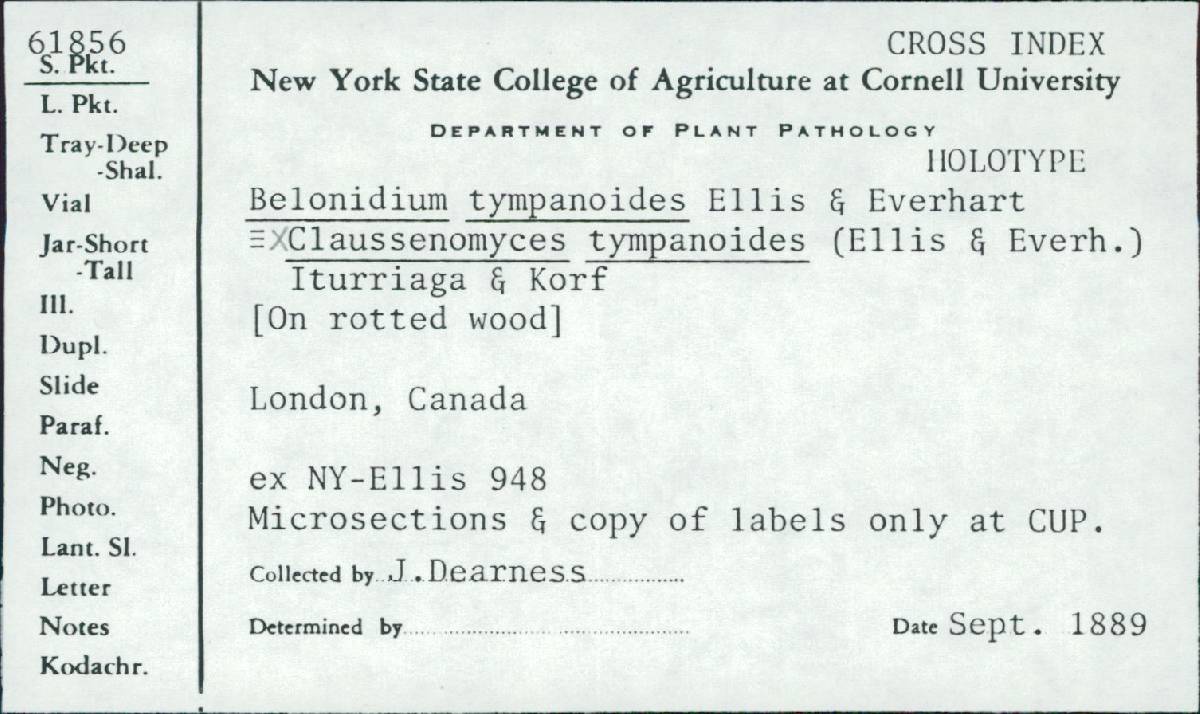 61856
S. Pkt.
L. Pkt.
Tray-Deep
-Shal.
Vial
Jar-Short
-Tall
Ill.
Dupl.
Slide
Paraf.
Neg.
Photo.
Lant. Sl.
Letter
Notes
Kodachr.
CROSS INDEX
New York State College of Agriculture at Cornell University
DEPARTMENT OF PLANT PATHOLOGY
HOLOTYPE
Belonidium tympanoides Ellis & Everhart
≡XClaussenomyces tympanoides (Ellis & Everh.)
Iturriaga & Korf
[On rotted wood]
London, Canada
ex NY-Ellis 948
Microsections & copy of labels only at CUP.
Collected by J.Dearness
Determined by
Date Sept. 1889